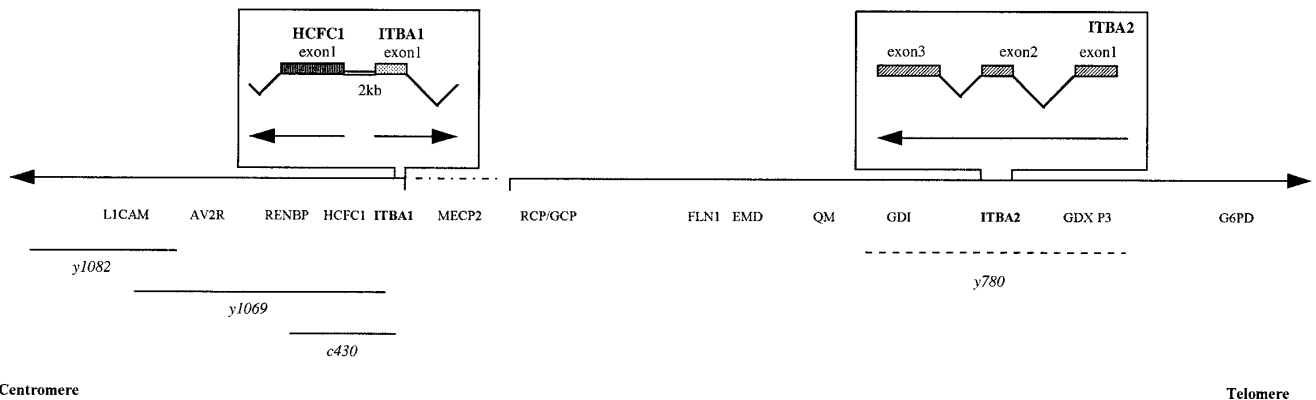 HCFC1 ITBA1
exon1 exon1
2kb
ITBA2
exon3 exon2 exon1
L1CAM AV2R RENBP HCFC1 ITBA1 MECP2 RCP/GCP FLN1 EMD QM GDI ITBA2 GDX P3 G6PD
y1082
y1069
c430
y780
Centromere Telomere